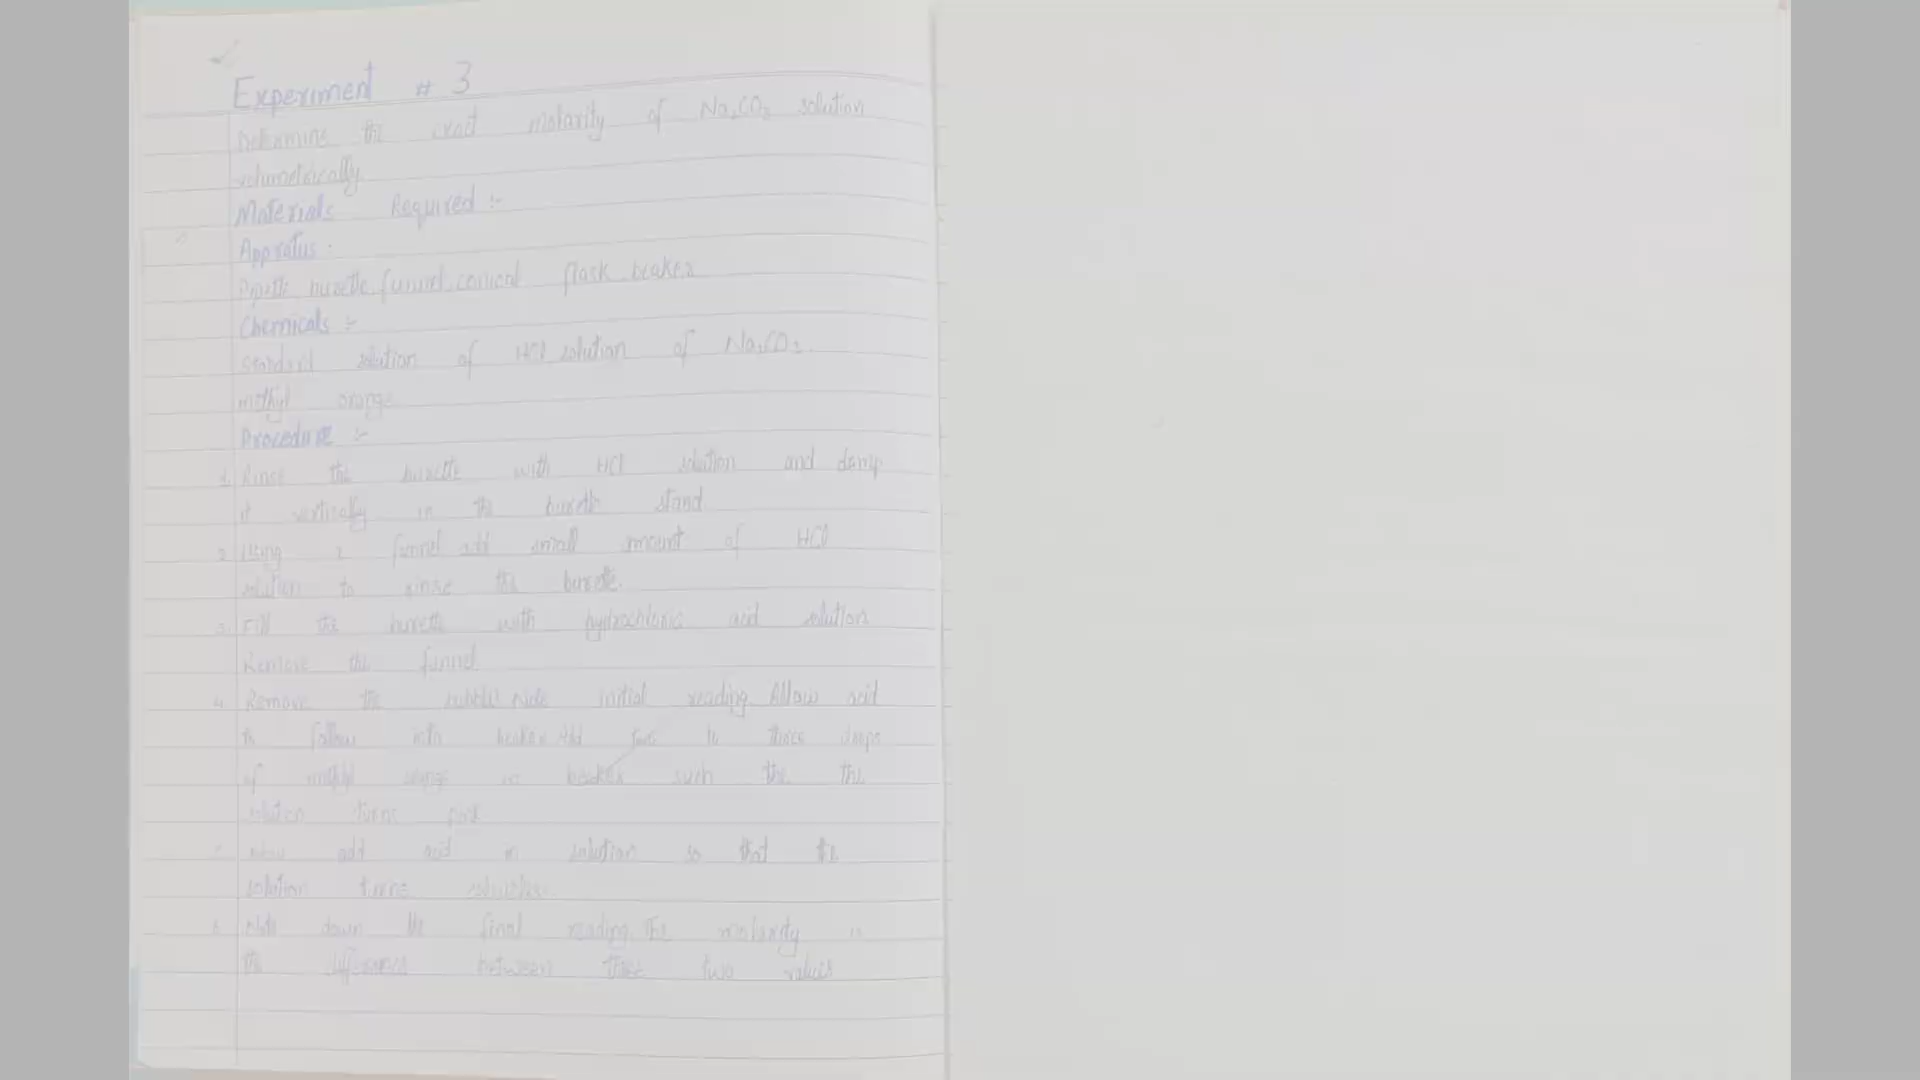 Experiment # 3
Determine the exact molarity of Na₂CO₃ solution
volumetrically
Materials Required :-
Appratus :
Pipette burette, funnel, conical flask beaker
Chemicals :-
Standard solution of HCl solution of Na₂CO₃.
methyl orange
Procedure :-
1. Rinse the burette with HCl solution and damp
it vertically in the burette stand.
2. Using a funnel add small amount of HCl
solution to rinse the burette.
3. Fill the burette with hydrochloric acid solution
Remove the funnel
4. Remove the bubble Note initial reading. Allow acid
to follow into beaker Add two to three drops
of methyl orange in beaker such the the
solution turns
5. Now add acid in solution so that the
solution turns
6. Note down the final reading. The molarity is
the difference between these two values